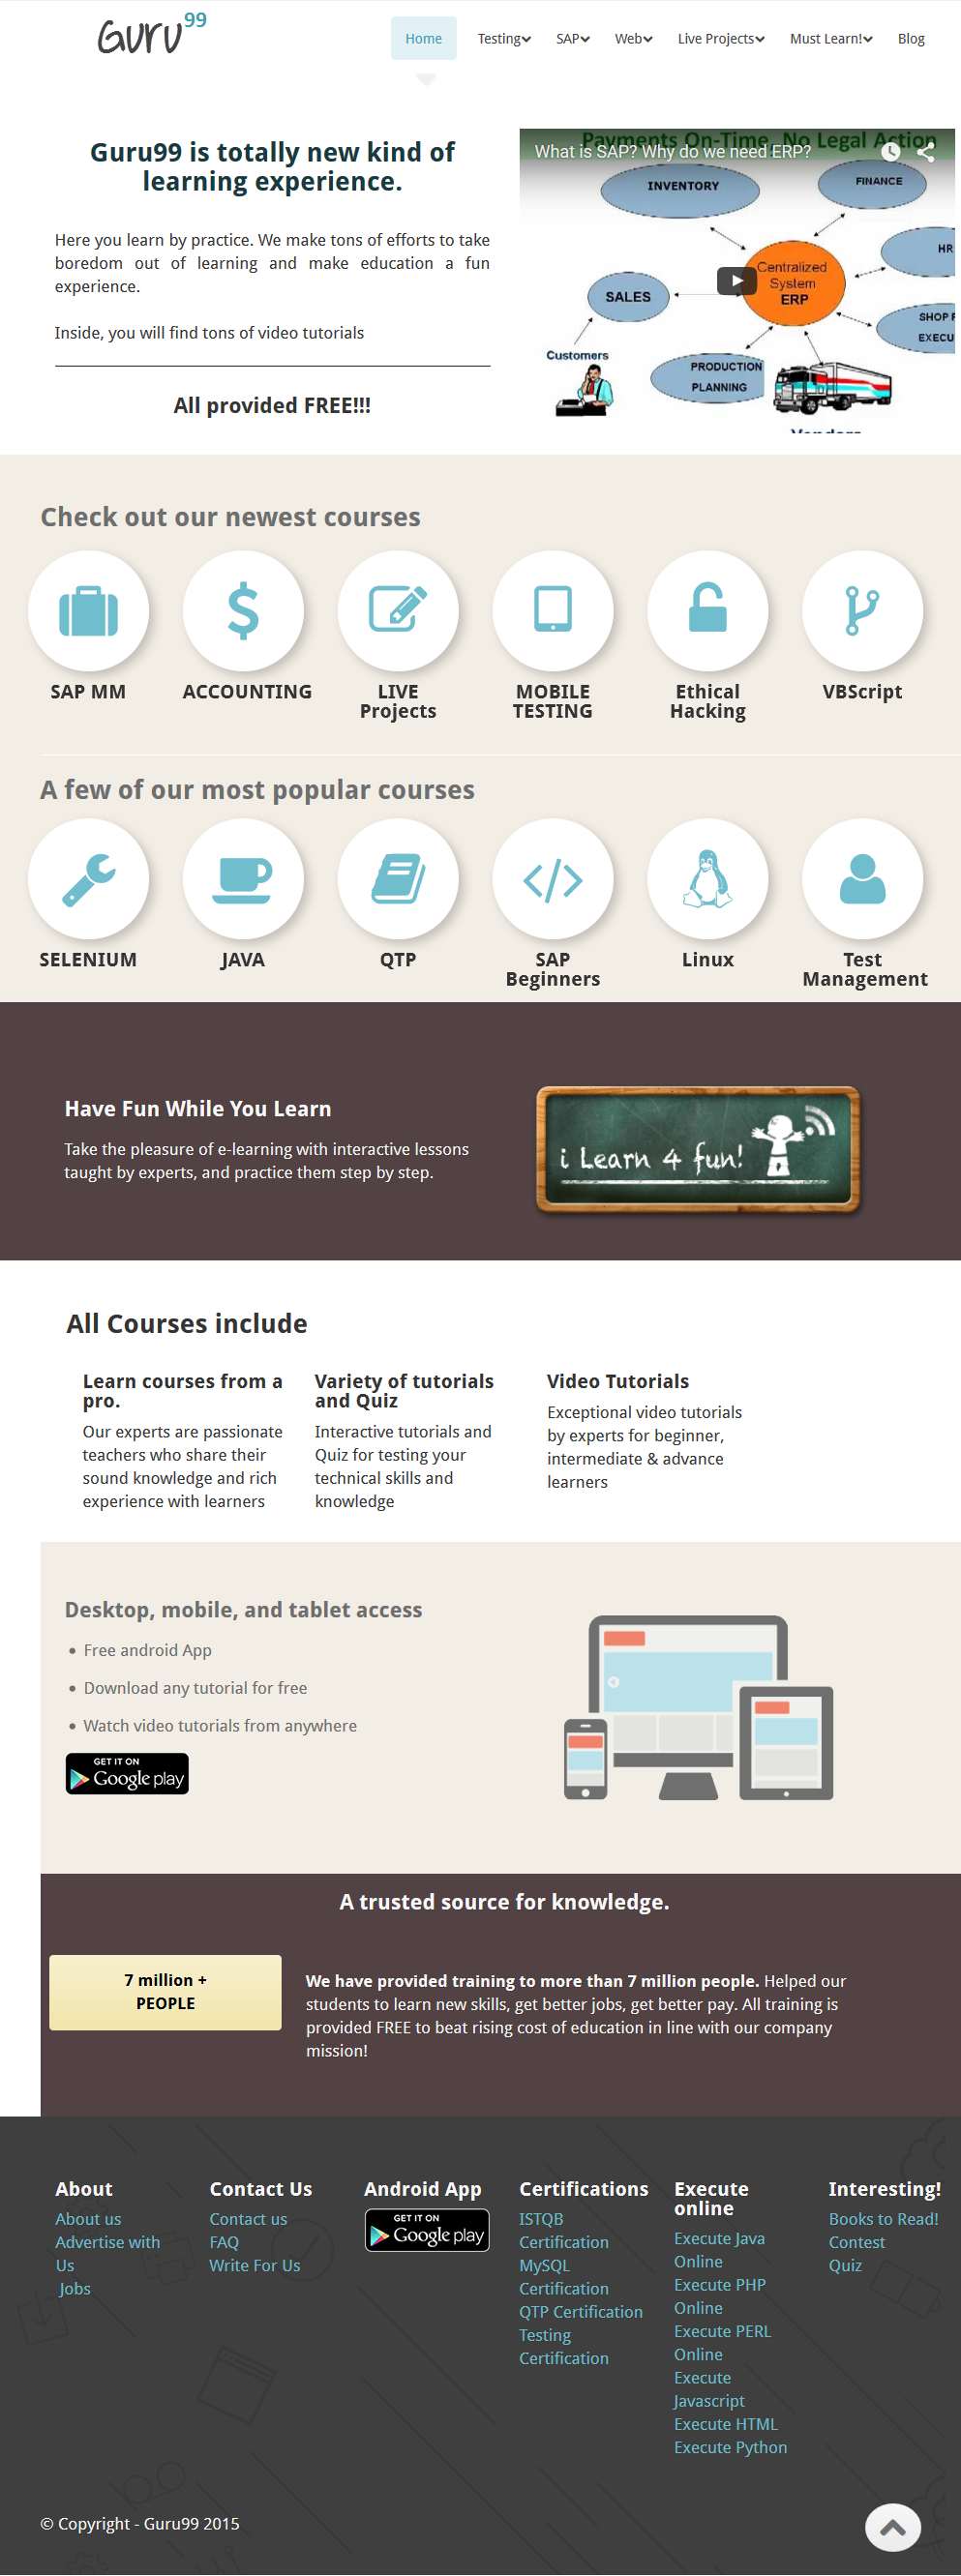 Guru99
Home Testing SAP Web Live Projects Must Learn! Blog
Guru99 is totally new kind of
learning experience.
Here you learn by practice. We make tons of efforts to take
boredom out of learning and make education a fun
experience.
Inside, you will find tons of video tutorials
All provided FREE!!!
Payments On-Time, No Legal Action
What is SAP? Why do we need ERP?
INVENTORY
FINANCE
HR
Centralized
System
ERP
SALES
SHOP F
EXECU
Customers
PRODUCTION
PLANNING
Vendors
Check out our newest courses
SAP MM
ACCOUNTING
LIVE
Projects
MOBILE
TESTING
Ethical
Hacking
VBScript
A few of our most popular courses
SELENIUM
JAVA
QTP
SAP
Beginners
Linux
Test
Management
Have Fun While You Learn
Take the pleasure of e-learning with interactive lessons
taught by experts, and practice them step by step.
i Learn 4 fun!
All Courses include
Learn courses from a
pro.
Our experts are passionate
teachers who share their
sound knowledge and rich
experience with learners
Variety of tutorials
and Quiz
Interactive tutorials and
Quiz for testing your
technical skills and
knowledge
Video Tutorials
Exceptional video tutorials
by experts for beginner,
intermediate & advance
learners
Desktop, mobile, and tablet access
• Free android App
• Download any tutorial for free
• Watch video tutorials from anywhere
GET IT ON
Google play
A trusted source for knowledge.
7 million +
PEOPLE
We have provided training to more than 7 million people. Helped our
students to learn new skills, get better jobs, get better pay. All training is
provided FREE to beat rising cost of education in line with our company
mission!
About
About us
Advertise with
Us
Jobs
Contact Us
Contact us
FAQ
Write For Us
Android App
GET IT ON
Google play
Certifications
ISTQB
Certification
MySQL
Certification
QTP Certification
Testing
Certification
Execute
online
Execute Java
Online
Execute PHP
Online
Execute PERL
Online
Execute
Javascript
Execute HTML
Execute Python
Interesting!
Books to Read!
Contest
Quiz
© Copyright - Guru99 2015